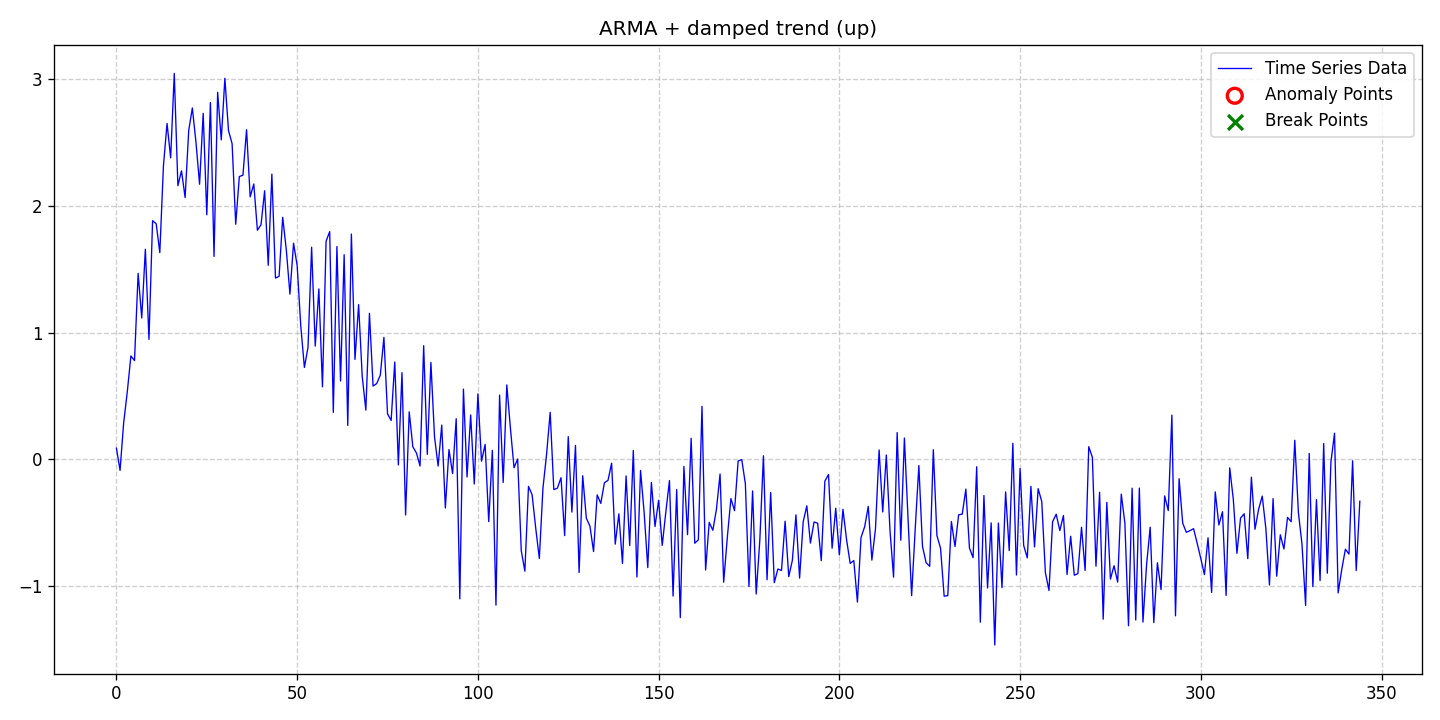 ARMA + damped trend (up)
Time Series Data
Anomaly Points
Break Points
3
2
1
0
−1
0 50 100 150 200 250 300 350